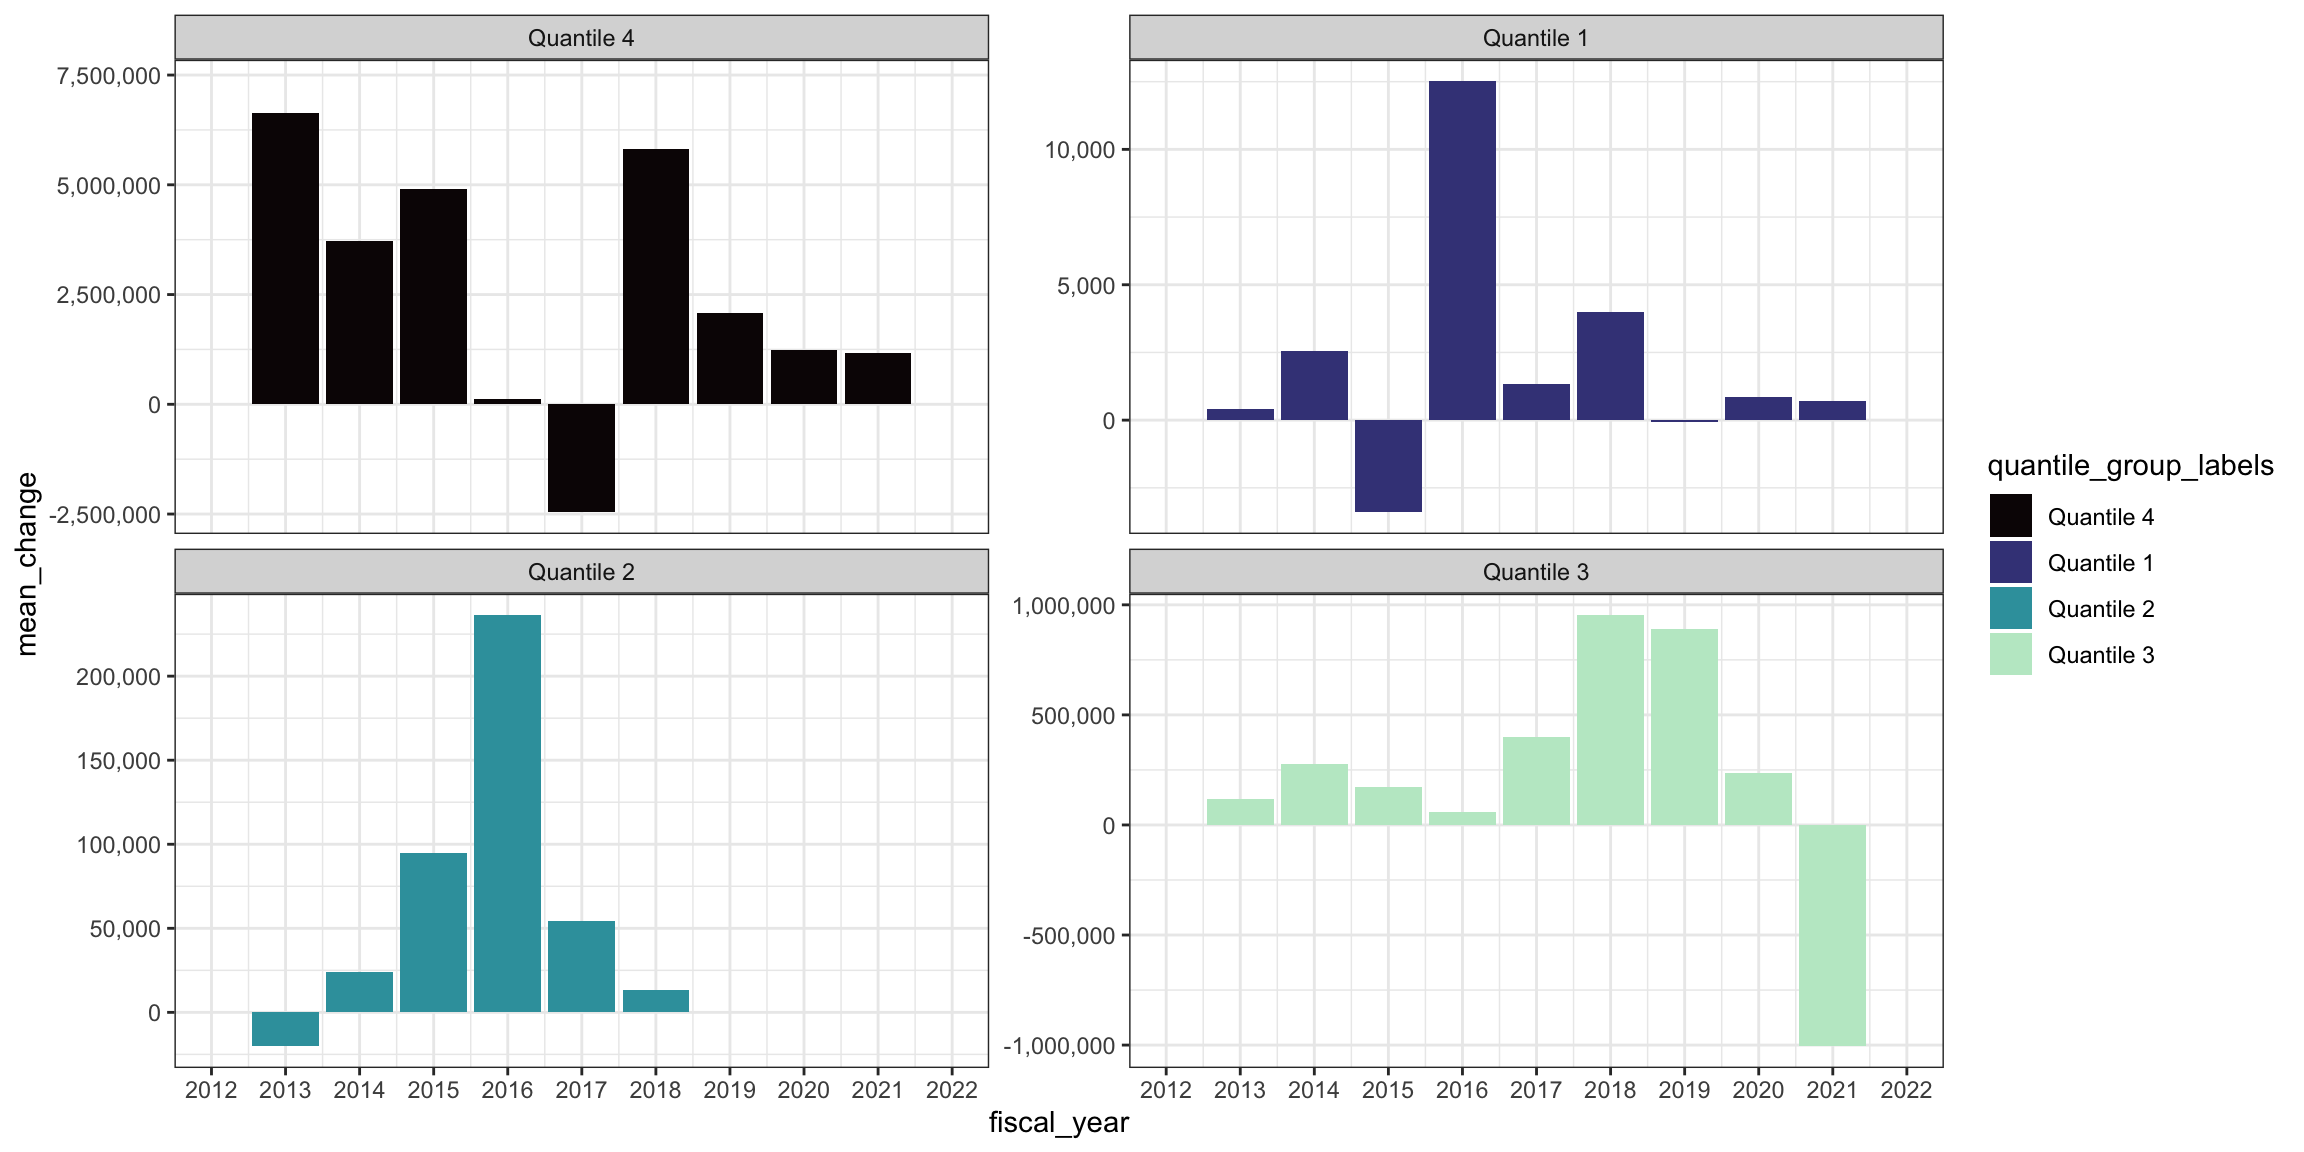 Quantile 4
7,500,000
5,000,000
2,500,000
0
-2,500,000
Quantile 1
10,000
5,000
0
Quantile 2
200,000
150,000
100,000
50,000
0
Quantile 3
1,000,000
500,000
0
-500,000
-1,000,000
2012 2013 2014 2015 2016 2017 2018 2019 2020 2021 2022
2012 2013 2014 2015 2016 2017 2018 2019 2020 2021 2022
fiscal_year
mean_change
quantile_group_labels
Quantile 4
Quantile 1
Quantile 2
Quantile 3